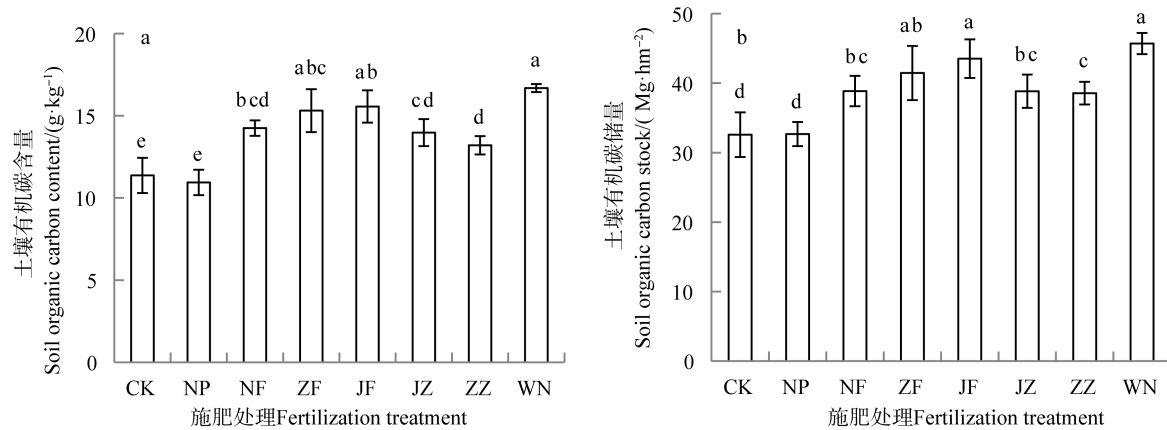 土壤有机碳含量
Soil organic carbon content/(g·kg⁻¹)
20
15
10
5
0
a
e
e
bcd
abc
ab
cd
d
a
CK NP NF ZF JF JZ ZZ WN
施肥处理Fertilization treatment
土壤有机碳储量
Soil organic carbon stock/( Mg·hm⁻²)
50
40
30
20
10
0
b
d
d
bc
ab
a
bc
c
a
CK NP NF ZF JF JZ ZZ WN
施肥处理Fertilization treatment